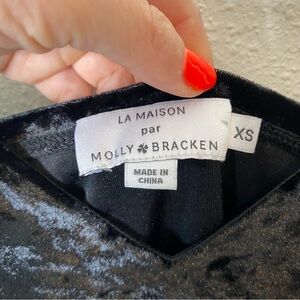 LA MAISON
par
MOLLY ✽ BRACKEN
XS
MADE IN
CHINA